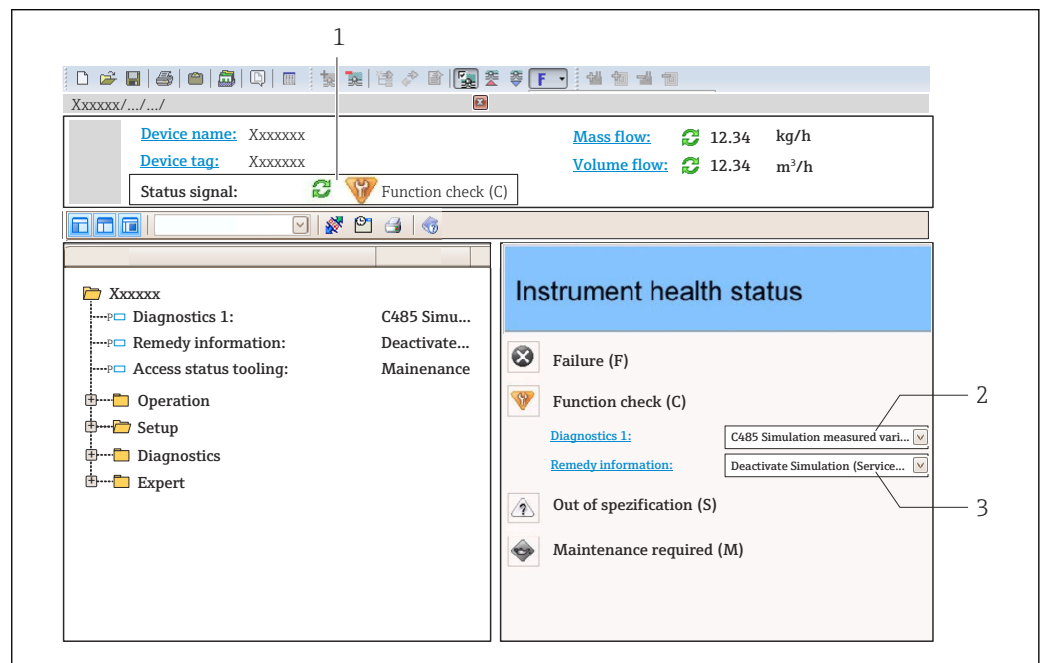 1
F
Xxxxxx/.../.../
Device name: Xxxxxxx
Mass flow: 12.34 kg/h
Device tag: Xxxxxxx
Volume flow: 12.34 m³/h
Status signal: Function check (C)
Xxxxxx
Diagnostics 1: C485 Simu...
Remedy information: Deactivate...
Access status tooling: Mainenance
Operation
Setup
Diagnostics
Expert
Instrument health status
Failure (F)
Function check (C)
2
Diagnostics 1: C485 Simulation measured vari...
Remedy information: Deactivate Simulation (Service...
Out of spezification (S)
3
Maintenance required (M)